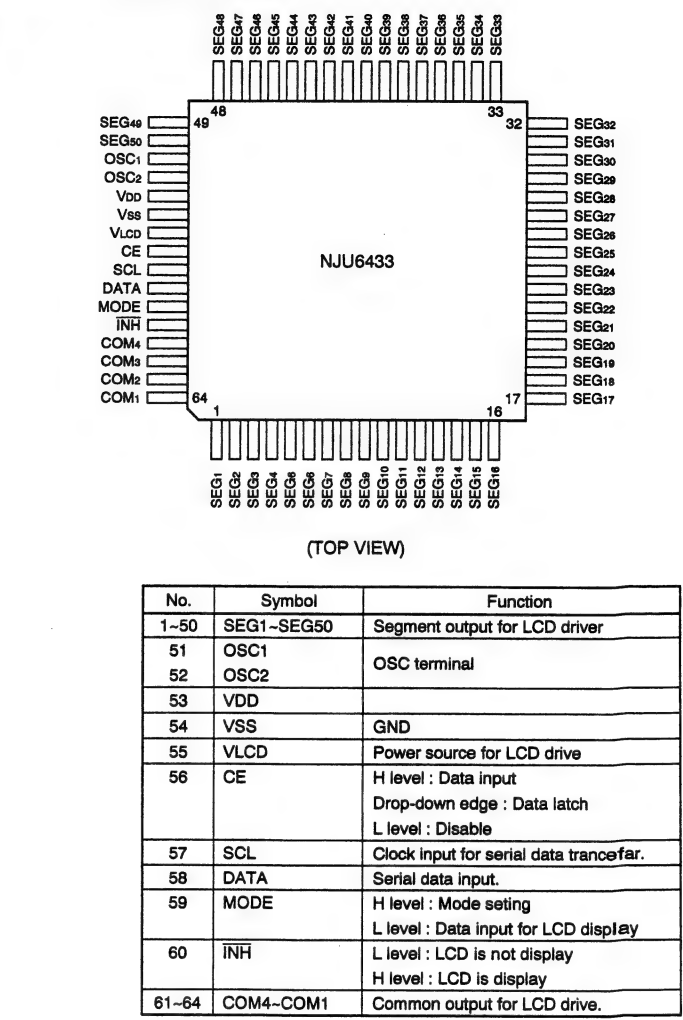 SEG48 SEG47 SEG46 SEG45 SEG44 SEG43 SEG42 SEG41 SEG40 SEG39 SEG38 SEG37 SEG36 SEG35 SEG34 SEG33
48 33
49 32
SEG49 SEG32
SEG50 SEG31
OSC1 SEG30
OSC2 SEG29
VDD SEG28
VSS SEG27
VLCD SEG26
CE SEG25
NJU6433
SCL SEG24
DATA SEG23
MODE SEG22
I̅N̅H̅ SEG21
COM4 SEG20
COM3 SEG19
COM2 SEG18
COM1 SEG17
64 17
1 16
SEG1 SEG2 SEG3 SEG4 SEG6 SEG6 SEG7 SEG8 SEG9 SEG10 SEG11 SEG12 SEG13 SEG14 SEG15 SEG16
(TOP VIEW)
No. Symbol Function
1~50 SEG1~SEG50 Segment output for LCD driver
51 OSC1
OSC terminal
52 OSC2
53 VDD
54 VSS GND
55 VLCD Power source for LCD drive
56 CE H level : Data input
Drop-down edge : Data latch
L level : Disable
57 SCL Clock input for serial data trancefar.
58 DATA Serial data input.
59 MODE H level : Mode seting
L level : Data input for LCD display
60 I̅N̅H̅ L level : LCD is not display
H level : LCD is display
61~64 COM4~COM1 Common output for LCD drive.